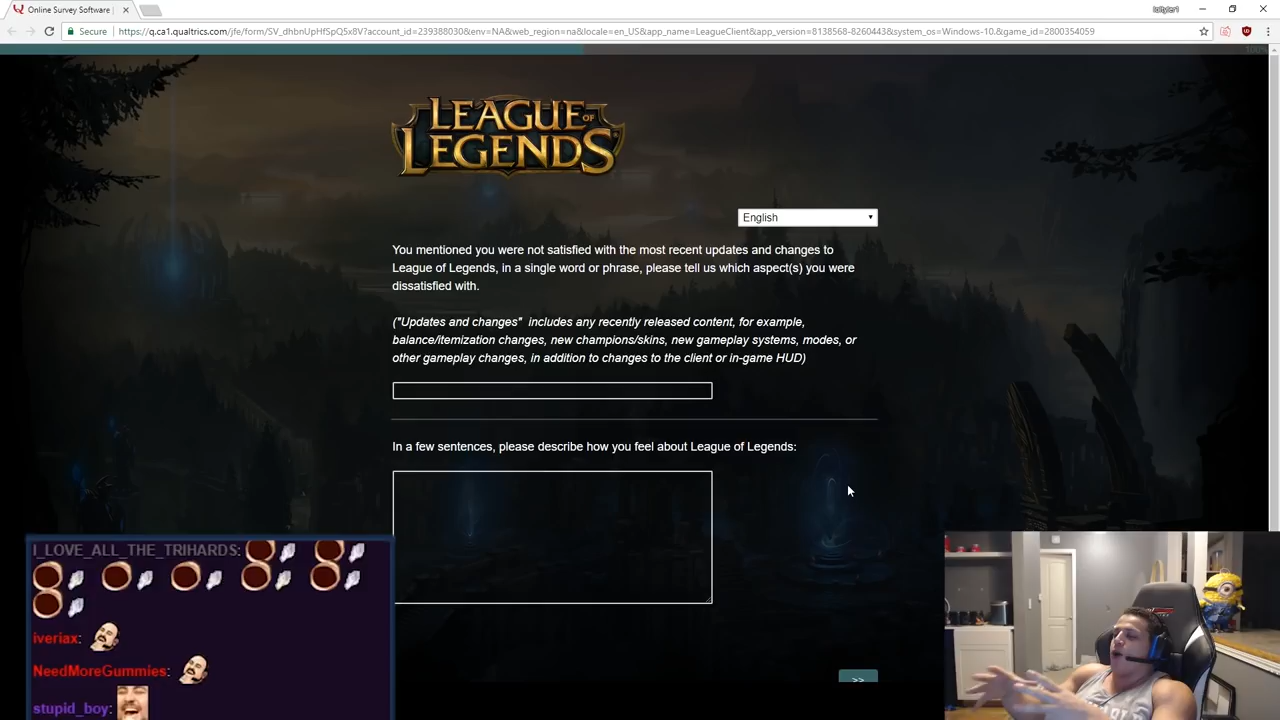 Online Survey Software |
loltyler1
Secure
https://q.ca1.qualtrics.com/jfe/form/SV_dhbnUpHfSpQ5x8V?account_id=239388030&env=NA&web_region=na&locale=en_US&app_name=LeagueClient&app_version=8138568-8260443&system_os=Windows-10.&game_id=2800354059
100%
LEAGUE OF
LEGENDS
English
You mentioned you were not satisfied with the most recent updates and changes to
League of Legends, in a single word or phrase, please tell us which aspect(s) you were
dissatisfied with.
("Updates and changes" includes any recently released content, for example,
balance/itemization changes, new champions/skins, new gameplay systems, modes, or
other gameplay changes, in addition to changes to the client or in-game HUD)
In a few sentences, please describe how you feel about League of Legends:
>>
I_LOVE_ALL_THE_TRIHARDS:
iveriax:
NeedMoreGummies:
stupid_boy: